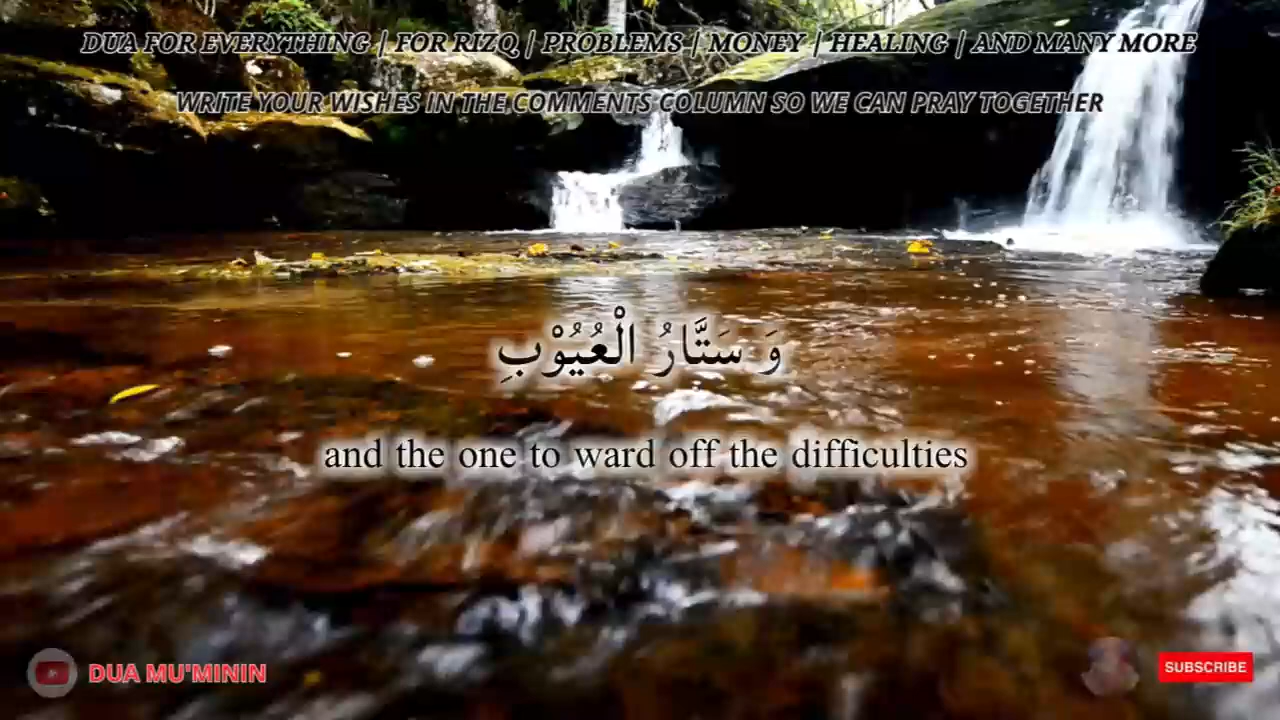 DUA FOR EVERYTHING | FOR RIZQ | PROBLEMS | MONEY | HEALING | AND MANY MORE
WRITE YOUR WISHES IN THE COMMENTS COLUMN SO WE CAN PRAY TOGETHER
وَ سَتَّارُ الْعُيُوْبِ
and the one to ward off the difficulties
DUA MU'MININ
SUBSCRIBE